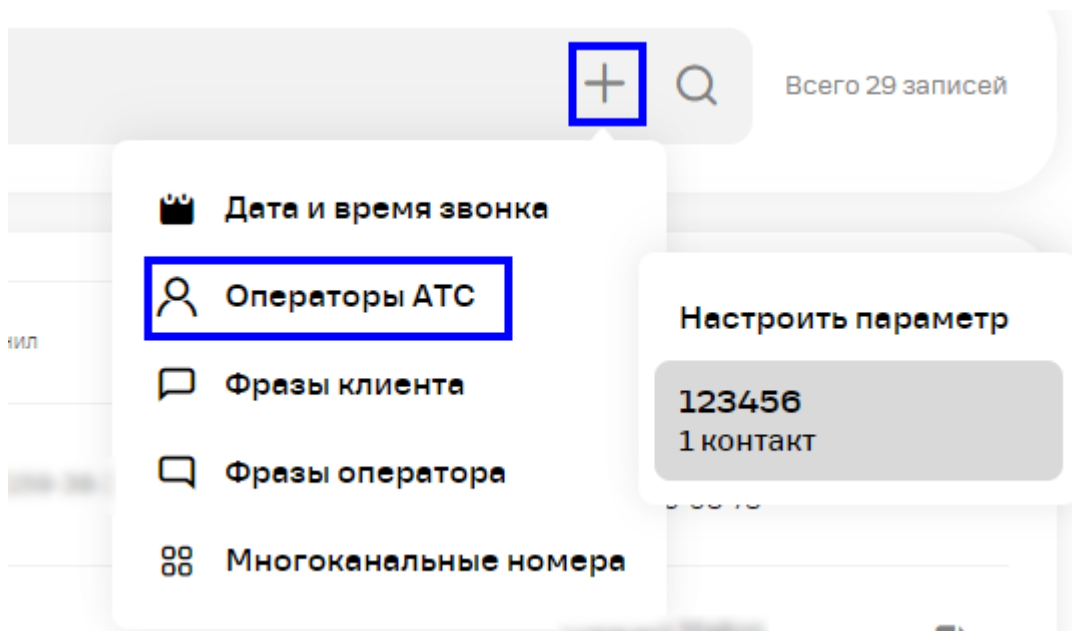 Всего 29 записей
Дата и время звонка
Операторы АТС
Настроить параметр
123456
1 контакт
Фразы клиента
Фразы оператора
Многоканальные номера